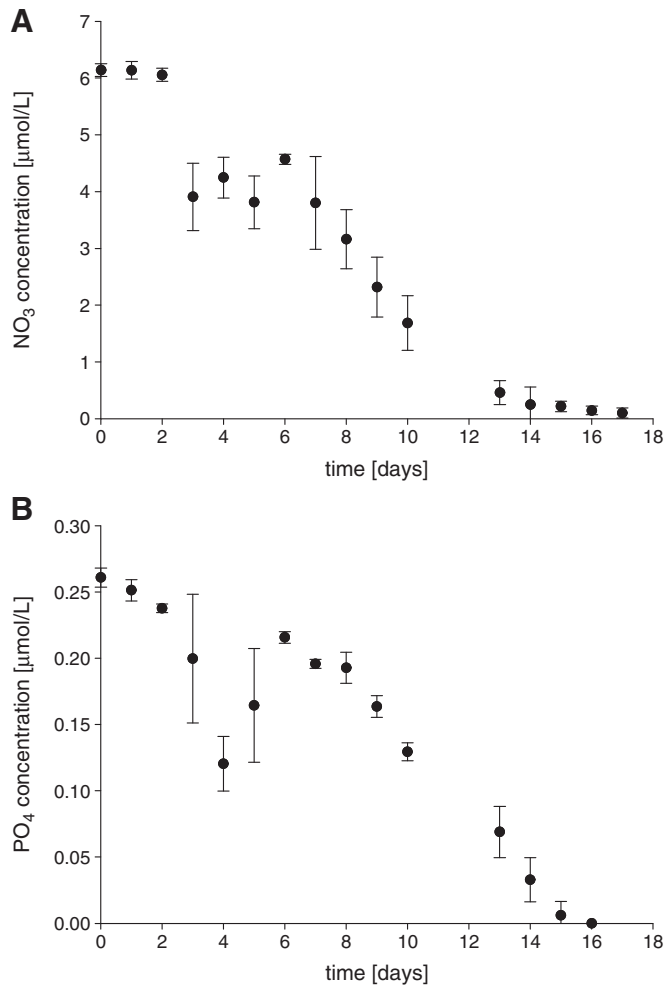 A
NO3 concentration [µmol/L]
7
6
5
4
3
2
1
0
0 2 4 6 8 10 12 14 16 18
time [days]
B
PO4 concentration [µmol/L]
0.30
0.25
0.20
0.15
0.10
0.05
0.00
0 2 4 6 8 10 12 14 16 18
time [days]